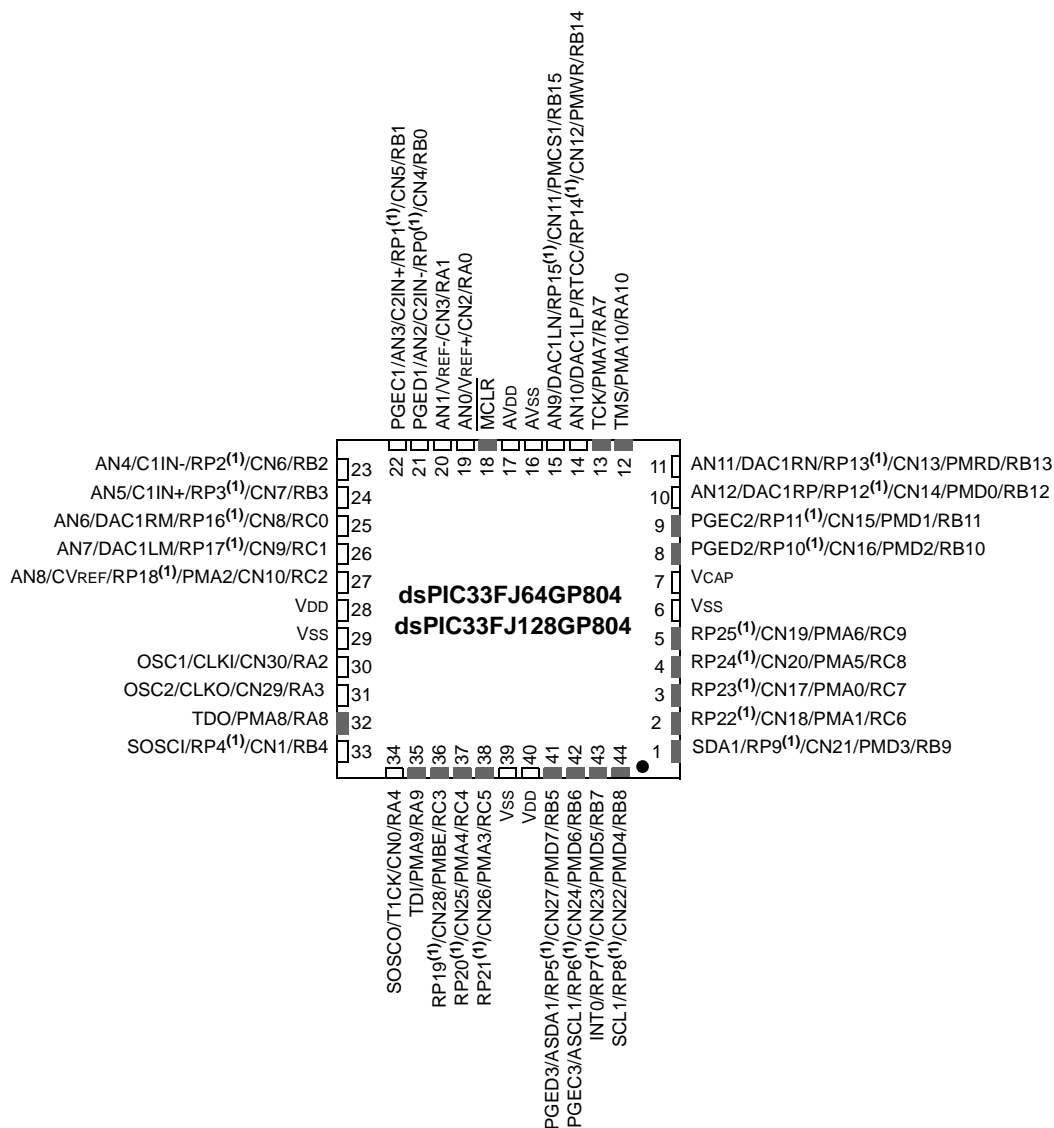 PGEC1/AN3/C2IN+/RP1(1)/CN5/RB1
PGED1/AN2/C2IN-/RP0(1)/CN4/RB0
AN1/VREF-/CN3/RA1
AN0/VREF+/CN2/RA0
MCLR
AVDD
AVSS
AN9/DAC1LN/RP15(1)/CN11/PMCS1/RB15
AN10/DAC1LP/RTCC/RP14(1)/CN12/PMWR/RB14
TCK/PMA7/RA7
TMS/PMA10/RA10
22 21 20 19 18 17 16 15 14 13 12
AN4/C1IN-/RP2(1)/CN6/RB2 23
AN5/C1IN+/RP3(1)/CN7/RB3 24
AN6/DAC1RM/RP16(1)/CN8/RC0 25
AN7/DAC1LM/RP17(1)/CN9/RC1 26
AN8/CVREF/RP18(1)/PMA2/CN10/RC2 27
VDD 28
VSS 29
OSC1/CLKI/CN30/RA2 30
OSC2/CLKO/CN29/RA3 31
TDO/PMA8/RA8 32
SOSCI/RP4(1)/CN1/RB4 33
dsPIC33FJ64GP804
dsPIC33FJ128GP804
11 AN11/DAC1RN/RP13(1)/CN13/PMRD/RB13
10 AN12/DAC1RP/RP12(1)/CN14/PMD0/RB12
9 PGEC2/RP11(1)/CN15/PMD1/RB11
8 PGED2/RP10(1)/CN16/PMD2/RB10
7 VCAP
6 VSS
5 RP25(1)/CN19/PMA6/RC9
4 RP24(1)/CN20/PMA5/RC8
3 RP23(1)/CN17/PMA0/RC7
2 RP22(1)/CN18/PMA1/RC6
1 SDA1/RP9(1)/CN21/PMD3/RB9
34 35 36 37 38 39 40 41 42 43 44
SOSCO/T1CK/CN0/RA4
TDI/PMA9/RA9
RP19(1)/CN28/PMBE/RC3
RP20(1)/CN25/PMA4/RC4
RP21(1)/CN26/PMA3/RC5
VSS
VDD
PGED3/ASDA1/RP5(1)/CN27/PMD7/RB5
PGEC3/ASCL1/RP6(1)/CN24/PMD6/RB6
INT0/RP7(1)/CN23/PMD5/RB7
SCL1/RP8(1)/CN22/PMD4/RB8